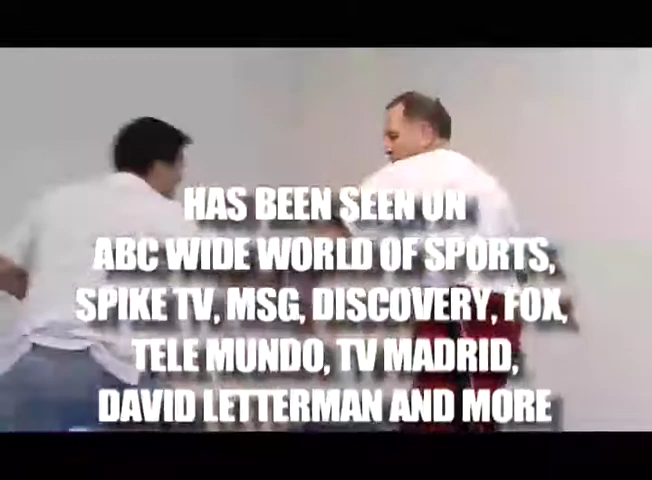 HAS BEEN SEEN ON
ABC WIDE WORLD OF SPORTS,
SPIKE TV, MSG, DISCOVERY, FOX,
TELE MUNDO, TV MADRID,
DAVID LETTERMAN AND MORE